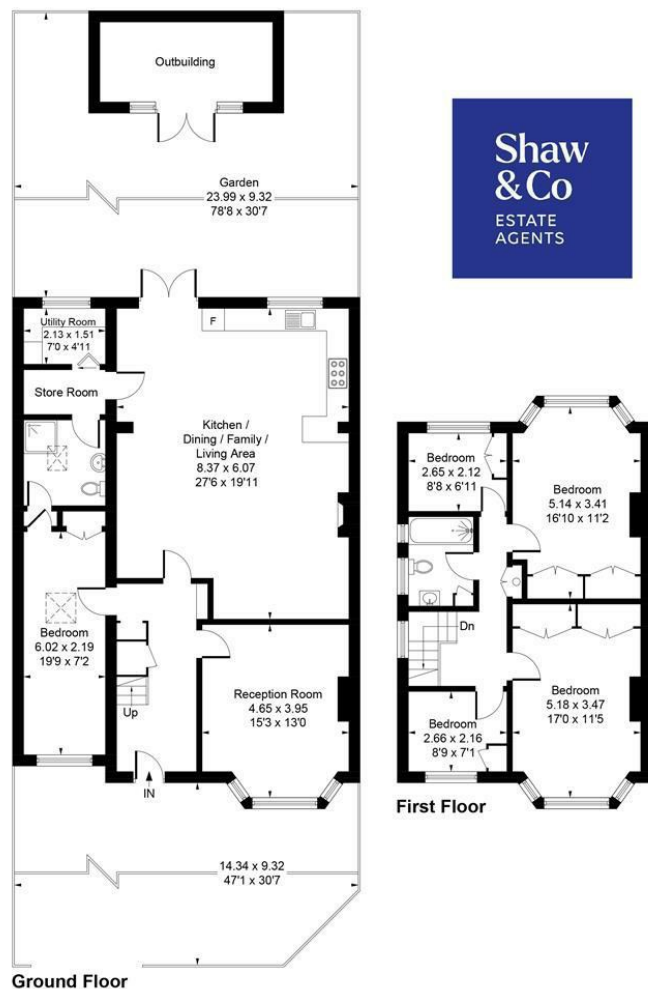 Outbuilding
Shaw
& Co
ESTATE
AGENTS
Garden
23.99 x 9.32
78'8 x 30'7
Utility Room
2.13 x 1.51
7'0 x 4'11
F
Store Room
Kitchen /
Dining / Family /
Living Area
8.37 x 6.07
27'6 x 19'11
Bedroom
6.02 x 2.19
19'9 x 7'2
Up
Reception Room
4.65 x 3.95
15'3 x 13'0
IN
14.34 x 9.32
47'1 x 30'7
Ground Floor
Bedroom
2.65 x 2.12
8'8 x 6'11
Bedroom
5.14 x 3.41
16'10 x 11'2
Dn
Bedroom
5.18 x 3.47
17'0 x 11'5
Bedroom
2.66 x 2.16
8'9 x 7'1
First Floor